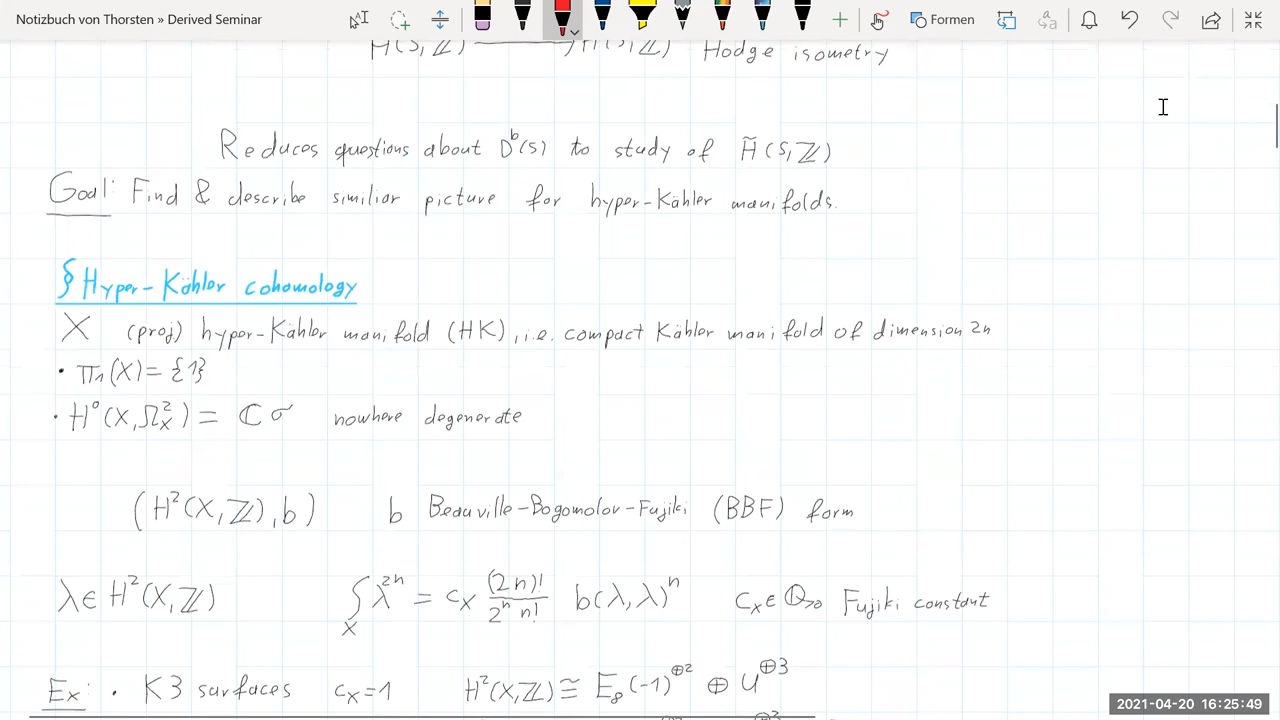 Notizbuch von Thorsten » Derived Seminar
Formen
H̃(S,ℤ) → H̃(S',ℤ) Hodge isometry
Reduces questions about Dᵇ(S) to study of H̃(S,ℤ)
Goal: Find & describe similiar picture for hyper-Kähler manifolds.
§ Hyper-Kähler cohomology
X (proj) hyper-Kähler manifold (HK), i.e. compact Kähler manifold of dimension 2n
• π₁(X) = {1}
• H⁰(X,Ω²_X) = ℂσ nowhere degenerate
(H²(X,ℤ),b) b Beauville-Bogomolov-Fujiki (BBF) form
λ∈H²(X,ℤ) ∫_X λ²ⁿ = c_X (2n)!/(2ⁿ n!) b(λ,λ)ⁿ c_X∈ℚ_{>0} Fujiki constant
Ex: • K3 surfaces c_X=1 H²(X,ℤ) ≅ E₈(-1)^{⊕2} ⊕ U^{⊕3}
2021-04-20 16:25:49